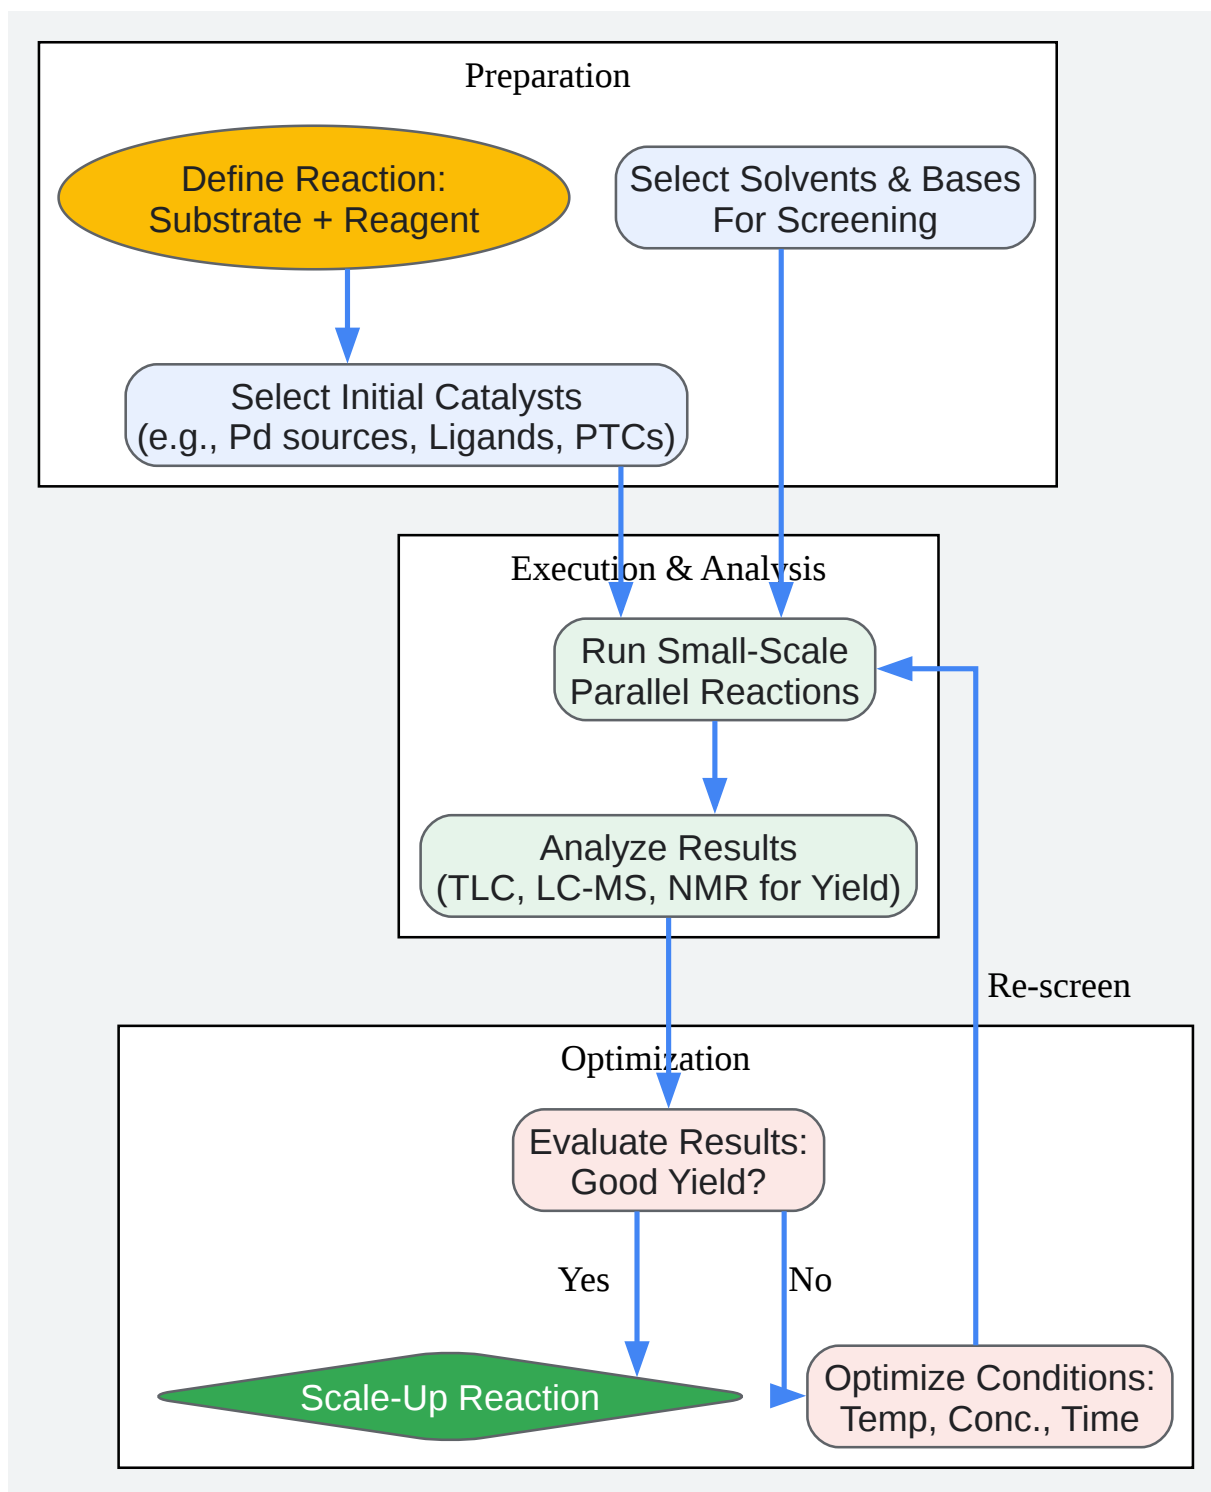 Preparation
Define Reaction:
Substrate + Reagent
Select Solvents & Bases
For Screening
Select Initial Catalysts
(e.g., Pd sources, Ligands, PTCs)
Execution & Analysis
Run Small-Scale
Parallel Reactions
Analyze Results
(TLC, LC-MS, NMR for Yield)
Re-screen
Optimization
Evaluate Results:
Good Yield?
Yes
No
Scale-Up Reaction
Optimize Conditions:
Temp, Conc., Time